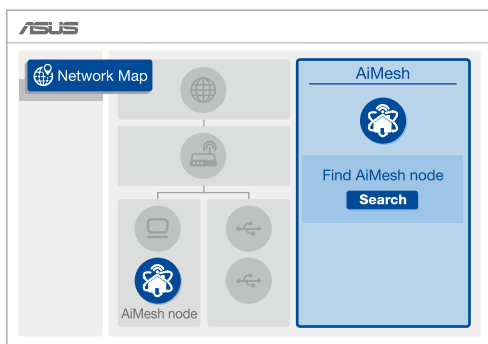 ASUS
Network Map
AiMesh node
AiMesh
Find AiMesh node
Search